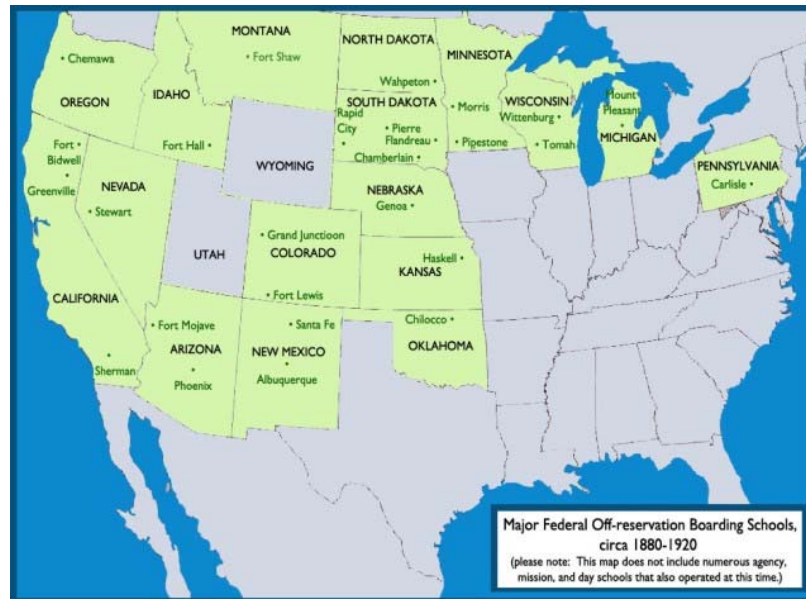 MONTANA
Fort Shaw
NORTH DAKOTA
Wahpeton
MINNESOTA
Chemawa
OREGON
IDAHO
Fort Hall
SOUTH DAKOTA
Rapid
City
Pierre
Flandreau
Chamberlain
Morris
Pipestone
WISCONSIN
Wittenburg
Tomah
Mount
Pleasant
MICHIGAN
PENNSYLVANIA
Carlisle
Fort
Bidwell
Greenville
NEVADA
Stewart
WYOMING
NEBRASKA
Genoa
UTAH
Grand Junctioon
COLORADO
Fort Lewis
Haskell
KANSAS
CALIFORNIA
Sherman
Fort Mojave
ARIZONA
Phoenix
Santa Fe
NEW MEXICO
Albuquerque
Chilocco
OKLAHOMA
Major Federal Off-reservation Boarding Schools,
circa 1880-1920
(please note: This map does not include numerous agency,
mission, and day schools that also operated at this time.)